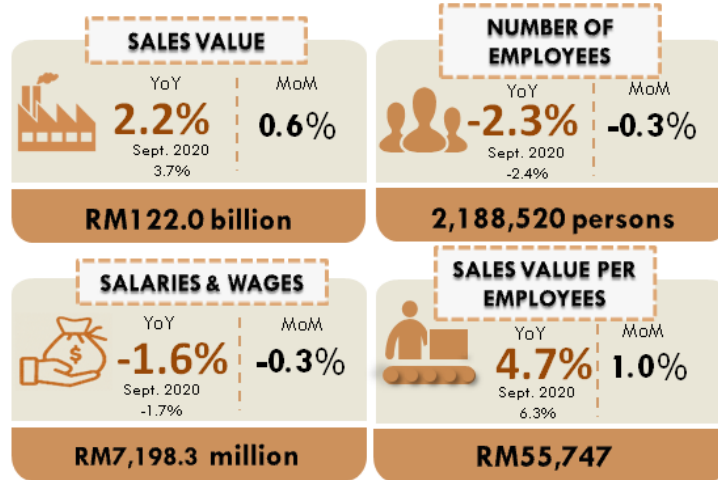 SALES VALUE
YoY
MoM
2.2%
0.6%
Sept. 2020
3.7%
RM122.0 billion
NUMBER OF
EMPLOYEES
YoY
MoM
-2.3%
-0.3%
Sept. 2020
-2.4%
2,188,520 persons
SALARIES & WAGES
YoY
MoM
$
-1.6%
-0.3%
Sept. 2020
-1.7%
RM7,198.3 million
SALES VALUE PER
EMPLOYEES
YoY
MoM
4.7%
1.0%
Sept. 2020
6.3%
RM55,747